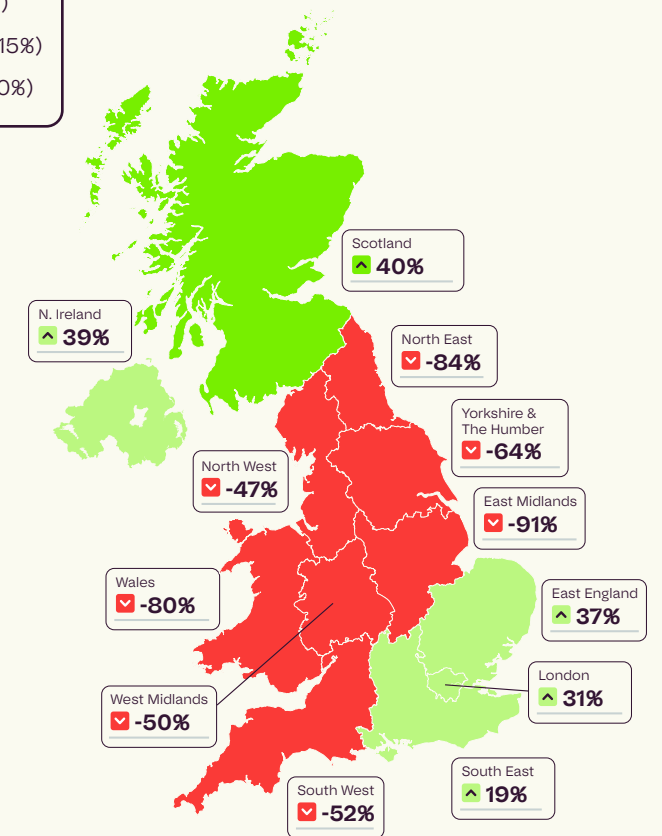 )
15%)
0%)
Scotland
40%
N. Ireland
39%
North East
-84%
Yorkshire &
The Humber
-64%
North West
-47%
East Midlands
-91%
Wales
-80%
East England
37%
London
31%
West Midlands
-50%
South East
19%
South West
-52%